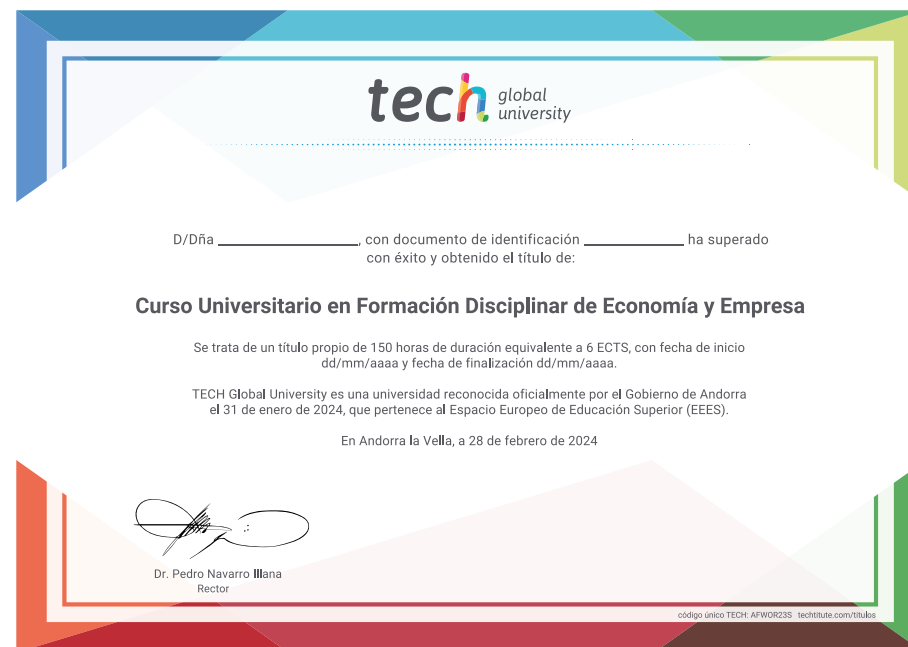 tech global university
D/Dña ____________________, con documento de identificación ______________ ha superado
con éxito y obtenido el título de:
Curso Universitario en Formación Disciplinar de Economía y Empresa
Se trata de un título propio de 150 horas de duración equivalente a 6 ECTS, con fecha de inicio
dd/mm/aaaa y fecha de finalización dd/mm/aaaa.
TECH Global University es una universidad reconocida oficialmente por el Gobierno de Andorra
el 31 de enero de 2024, que pertenece al Espacio Europeo de Educación Superior (EEES).
En Andorra la Vella, a 28 de febrero de 2024
Dr. Pedro Navarro Illana
Rector
código único TECH: AFWOR23S techtitute.com/titulos